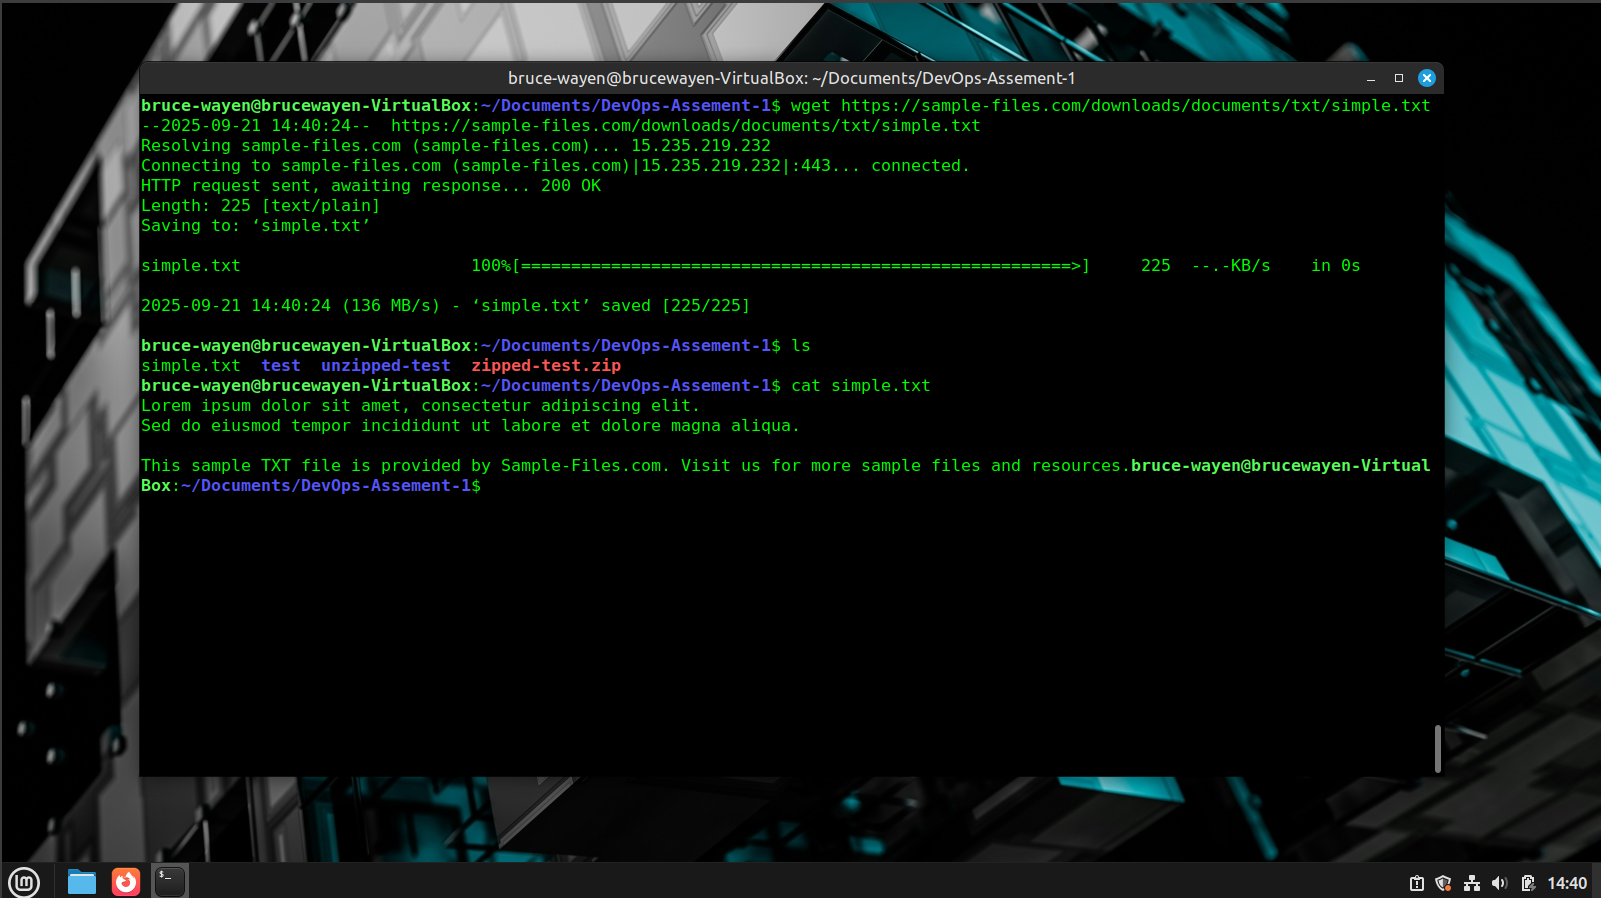 bruce-wayen@brucewayen-VirtualBox: ~/Documents/DevOps-Assement-1
bruce-wayen@brucewayen-VirtualBox:~/Documents/DevOps-Assement-1$ wget https://sample-files.com/downloads/documents/txt/simple.txt
--2025-09-21 14:40:24--  https://sample-files.com/downloads/documents/txt/simple.txt
Resolving sample-files.com (sample-files.com)... 15.235.219.232
Connecting to sample-files.com (sample-files.com)|15.235.219.232|:443... connected.
HTTP request sent, awaiting response... 200 OK
Length: 225 [text/plain]
Saving to: ‘simple.txt’
simple.txt                       100%[=======================================================>]     225  --.-KB/s    in 0s
2025-09-21 14:40:24 (136 MB/s) - ‘simple.txt’ saved [225/225]
bruce-wayen@brucewayen-VirtualBox:~/Documents/DevOps-Assement-1$ ls
simple.txt  test  unzipped-test  zipped-test.zip
bruce-wayen@brucewayen-VirtualBox:~/Documents/DevOps-Assement-1$ cat simple.txt
Lorem ipsum dolor sit amet, consectetur adipiscing elit.
Sed do eiusmod tempor incididunt ut labore et dolore magna aliqua.
This sample TXT file is provided by Sample-Files.com. Visit us for more sample files and resources.bruce-wayen@brucewayen-Virtual
Box:~/Documents/DevOps-Assement-1$
$_
14:40